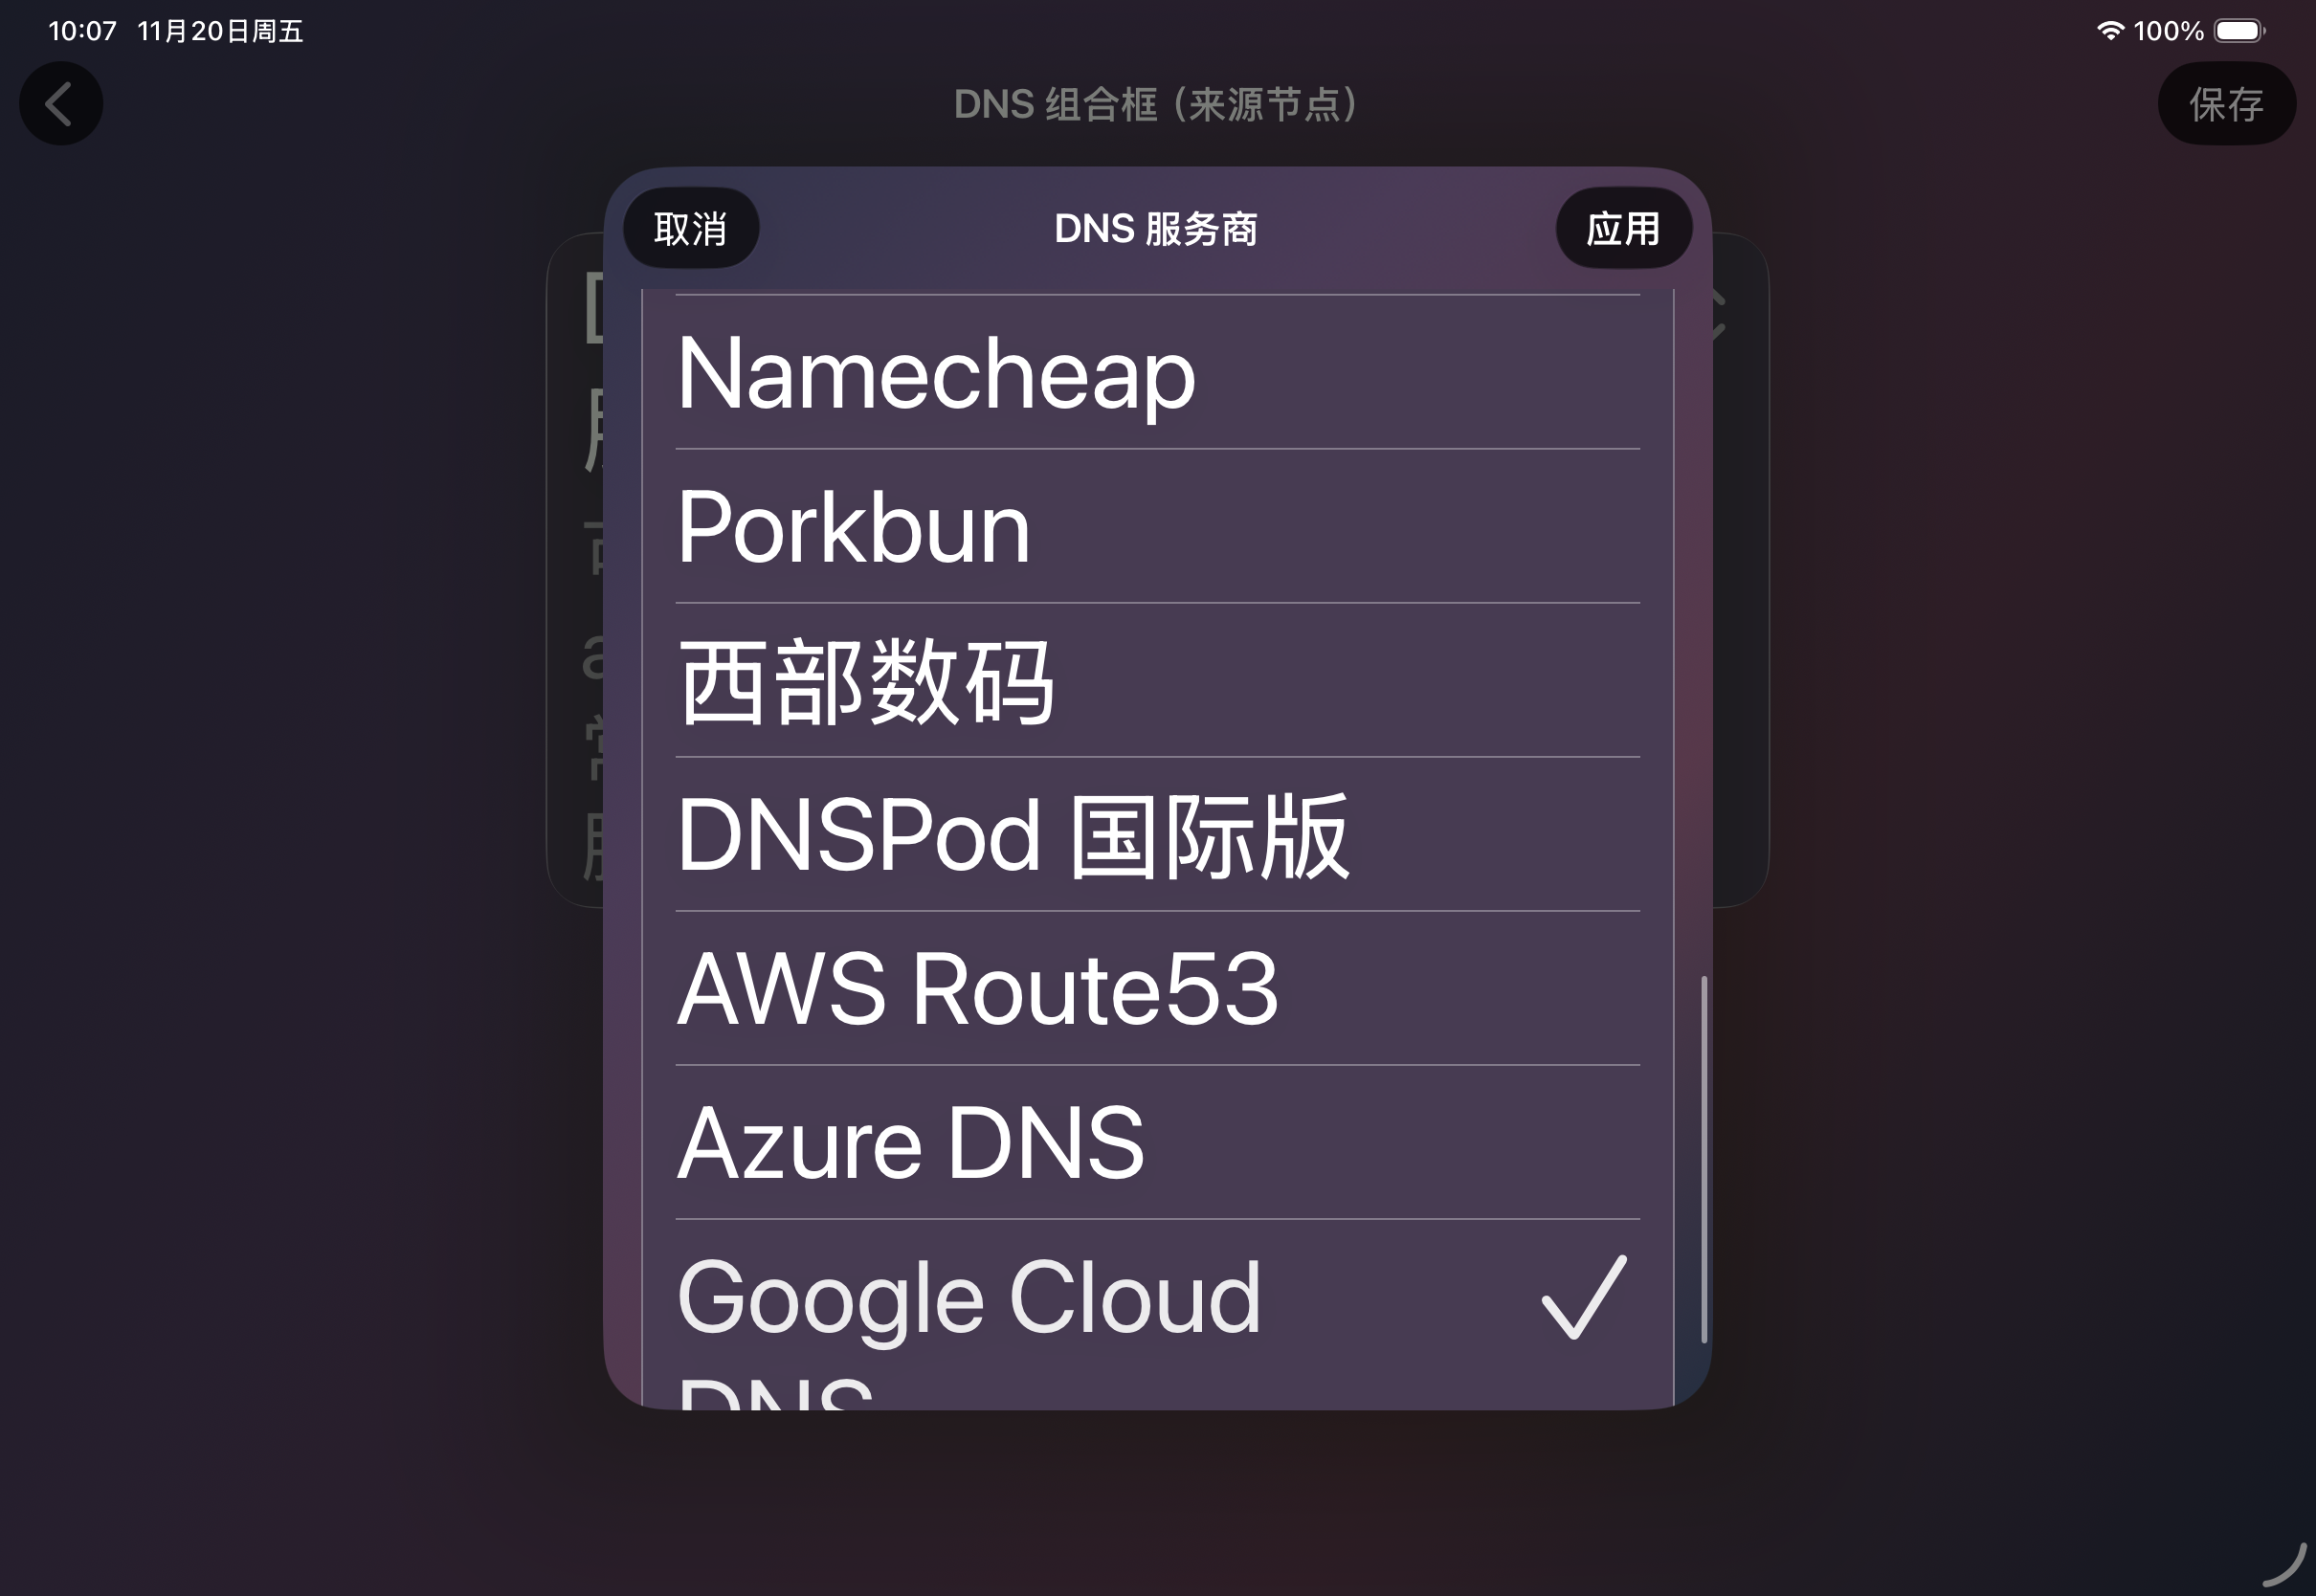 10:07 11月20日周五
100%
DNS 组合框（来源节点）
保存
取消
DNS 服务商
应用
Namecheap
Porkbun
西部数码
DNSPod 国际版
AWS Route53
Azure DNS
Google Cloud
DNS